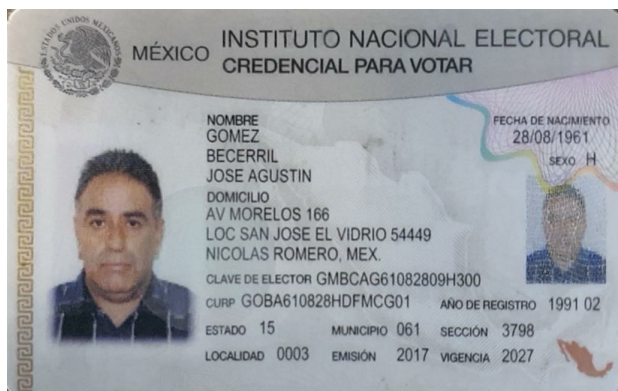 ESTADOS UNIDOS MEXICANOS
MÉXICO INSTITUTO NACIONAL ELECTORAL
CREDENCIAL PARA VOTAR
NOMBRE
GOMEZ
BECERRIL
JOSE AGUSTIN
FECHA DE NACIMIENTO
28/08/1961
SEXO H
DOMICILIO
AV MORELOS 166
LOC SAN JOSE EL VIDRIO 54449
NICOLAS ROMERO, MEX.
CLAVE DE ELECTOR GMBCAG61082809H300
CURP GOBA610828HDFMCG01 AÑO DE REGISTRO 1991 02
ESTADO 15 MUNICIPIO 061 SECCIÓN 3798
LOCALIDAD 0003 EMISIÓN 2017 VIGENCIA 2027